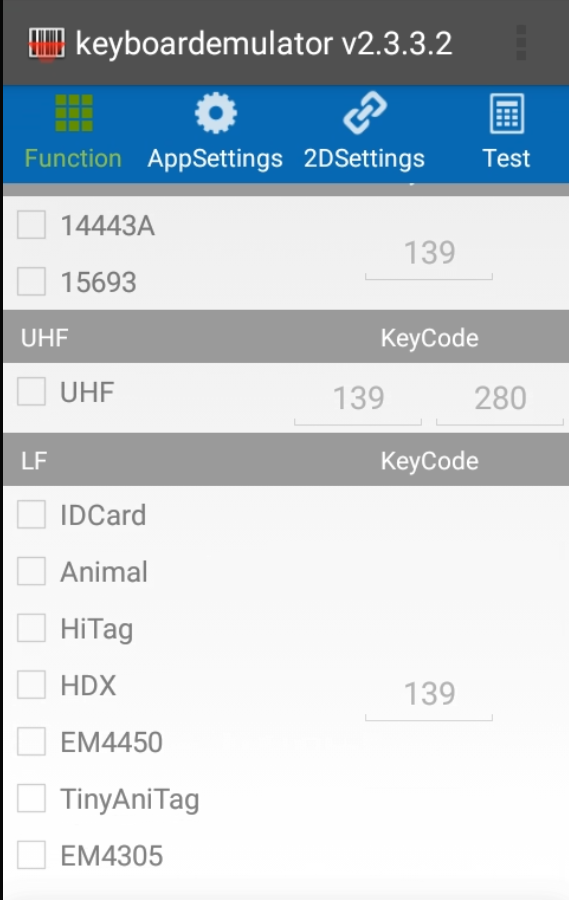 keyboardemulator v2.3.3.2
Function AppSettings 2DSettings Test
14443A
139
15693
UHF KeyCode
UHF 139 280
LF KeyCode
IDCard
Animal
HiTag
HDX 139
EM4450
TinyAniTag
EM4305